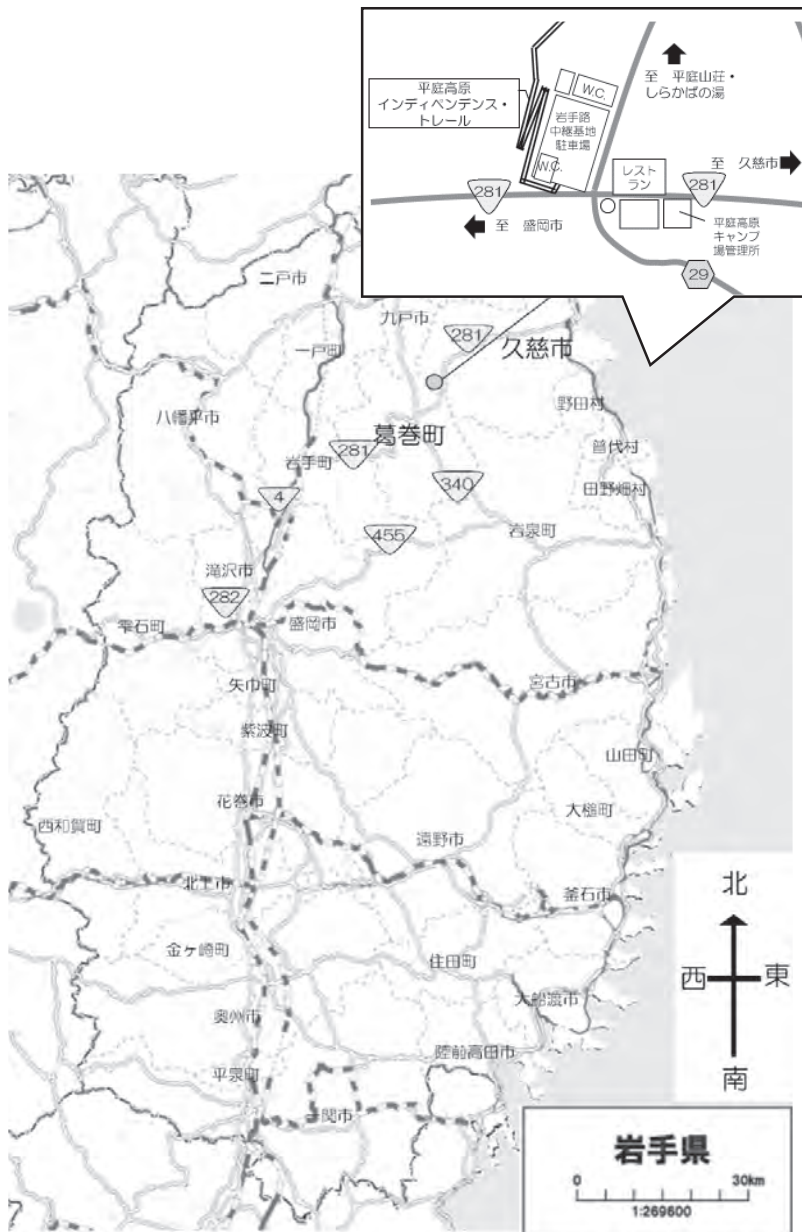 至 平庭山荘・
しらかばの湯
平庭高原
インディペンデンス・
トレール
W.C.
岩手路
中継基地
駐車場
W.C.
レスト
ラン
至 久慈市
281
281
至 盛岡市
平庭高原
キャンプ
場管理所
29
二戸市
九戸市
一戸町
281
久慈市
八幡平市
野田村
葛巻町
普代村
岩手町
281
340
田野畑村
4
455
岩泉町
滝沢市
282
雫石町
盛岡市
矢巾町
宮古市
紫波町
山田町
花巻市
大槌町
西和賀町
遠野市
北上市
釜石市
北
金ヶ崎町
住田町
西
東
大船渡市
奥州市
陸前高田市
平泉町
南
一関市
岩手県
0
30km
1:269600